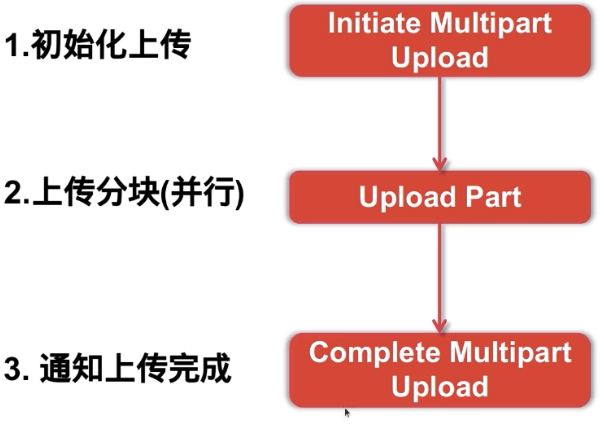 1.初始化上传
Initiate Multipart
Upload
2.上传分块(并行)
Upload Part
3. 通知上传完成
Complete Multipart
Upload